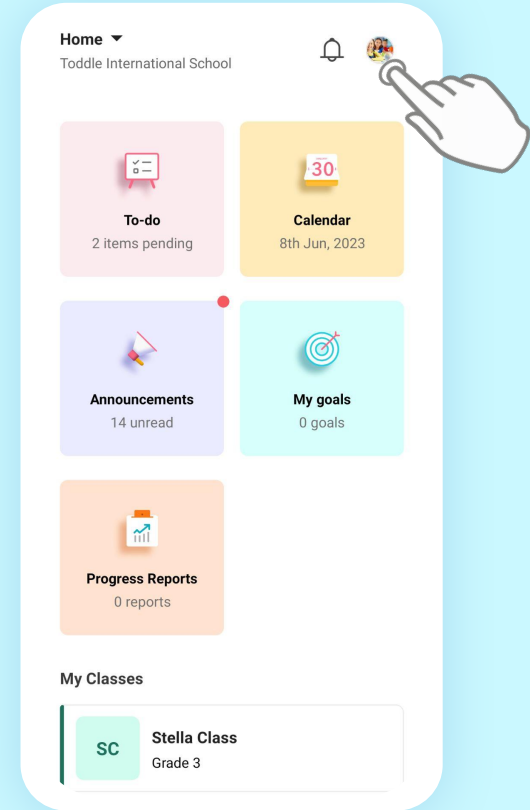 Home
Toddle International School
To-do
2 items pending
30
Calendar
8th Jun, 2023
Announcements
14 unread
My goals
0 goals
Progress Reports
0 reports
My Classes
SC
Stella Class
Grade 3